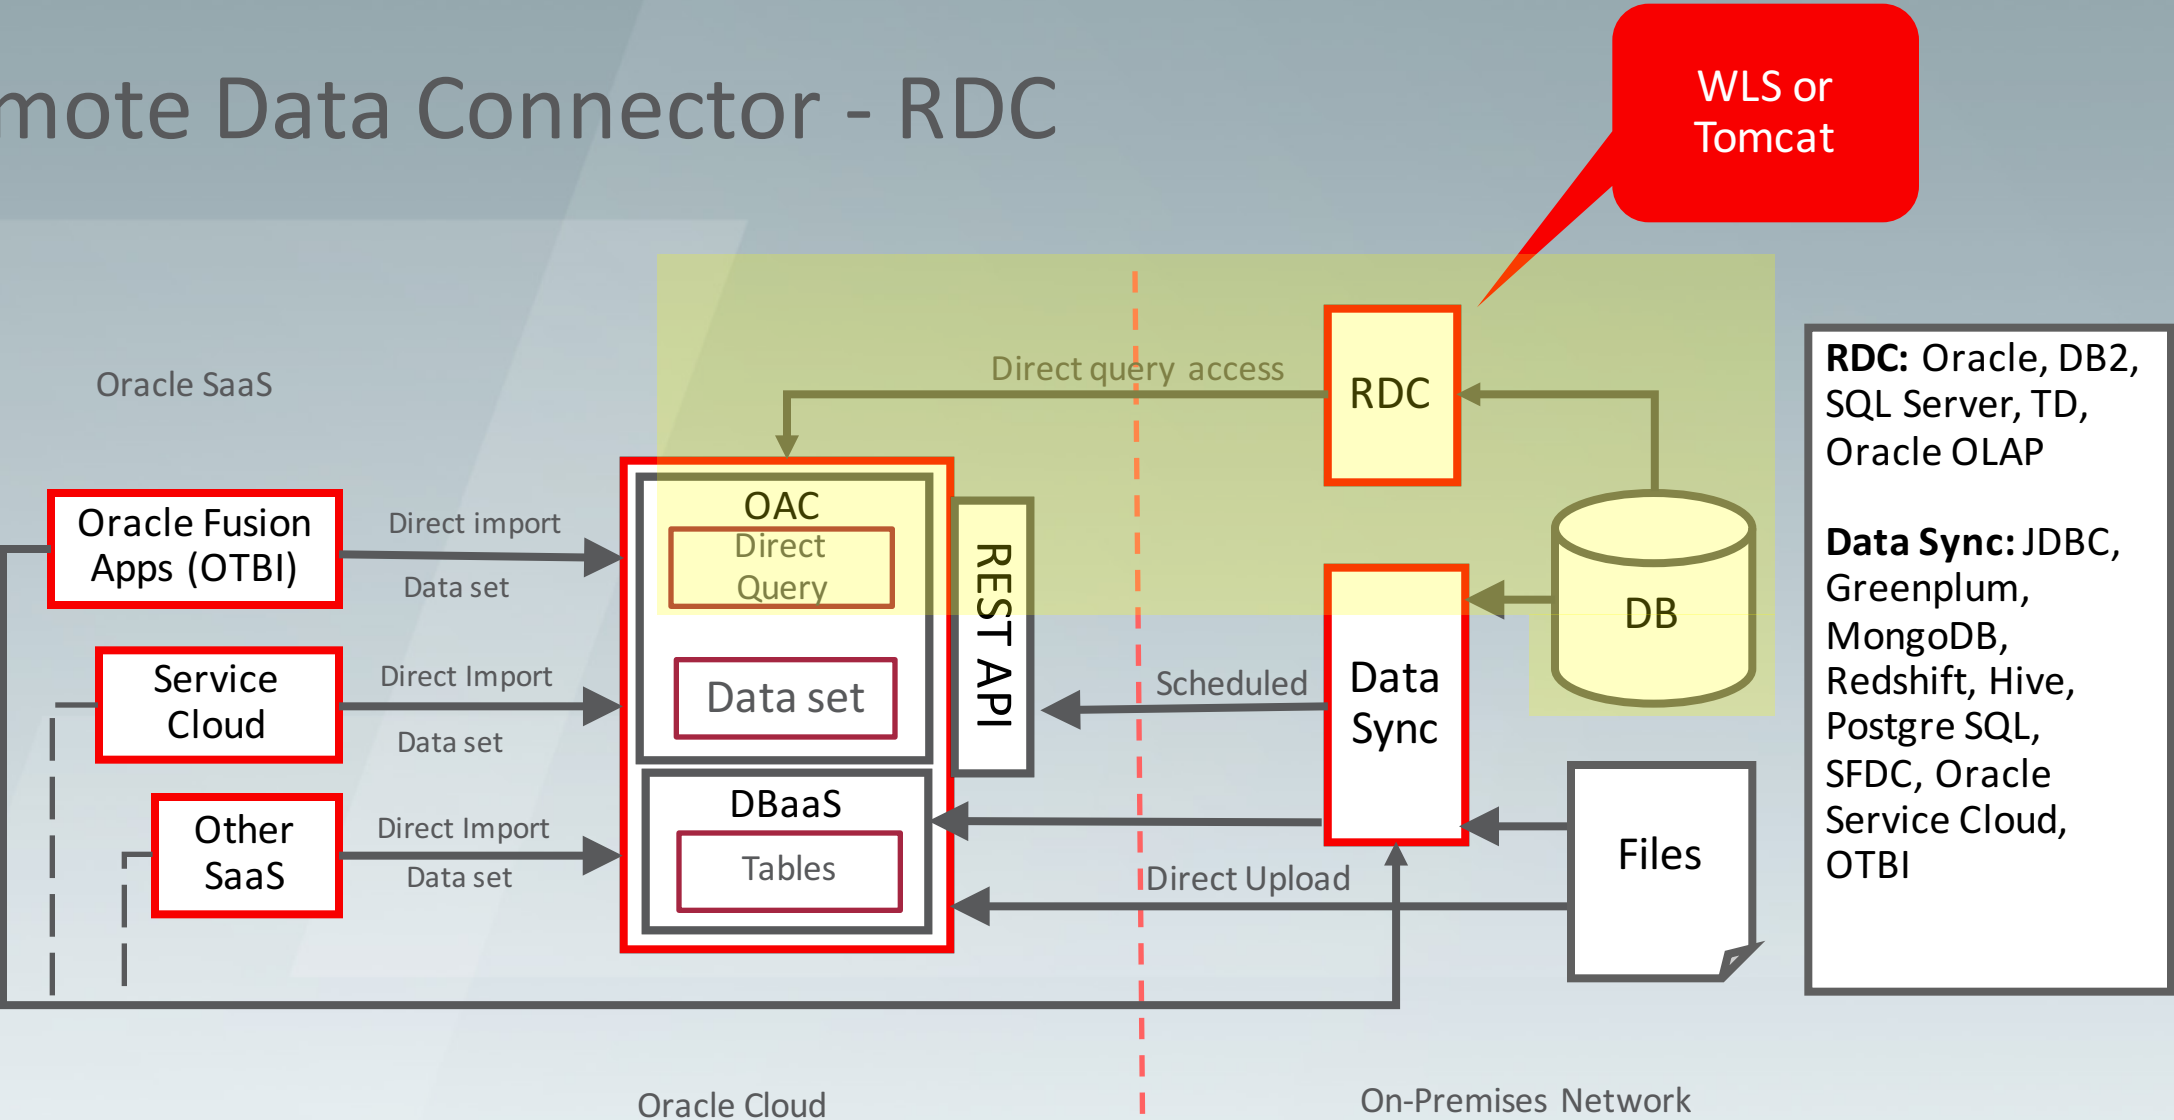 mote Data Connector - RDC
WLS or
Tomcat
Oracle SaaS
Direct query access
RDC
RDC: Oracle, DB2,
SQL Server, TD,
Oracle OLAP
Data Sync: JDBC,
Greenplum,
MongoDB,
Redshift, Hive,
Postgre SQL,
SFDC, Oracle
Service Cloud,
OTBI
Oracle Fusion
Apps (OTBI)
Direct import
Data set
OAC
Direct
Query
REST API
DB
Service
Cloud
Direct Import
Data set
Data set
Scheduled
Data
Sync
Other
SaaS
Direct Import
Data set
DBaaS
Tables
Direct Upload
Files
Oracle Cloud
On-Premises Network